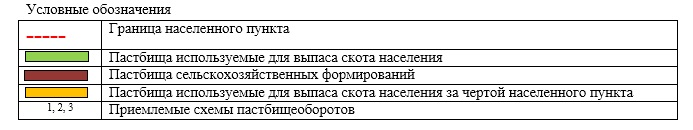 Условные обозначения
Граница населенного пункта
Пастбища используемые для выпаса скота населения
Пастбища сельскохозяйственных формирований
Пастбища используемые для выпаса скота населения за чертой населенного пункта
1, 2, 3 Приемлемые схемы пастбищеоборотов